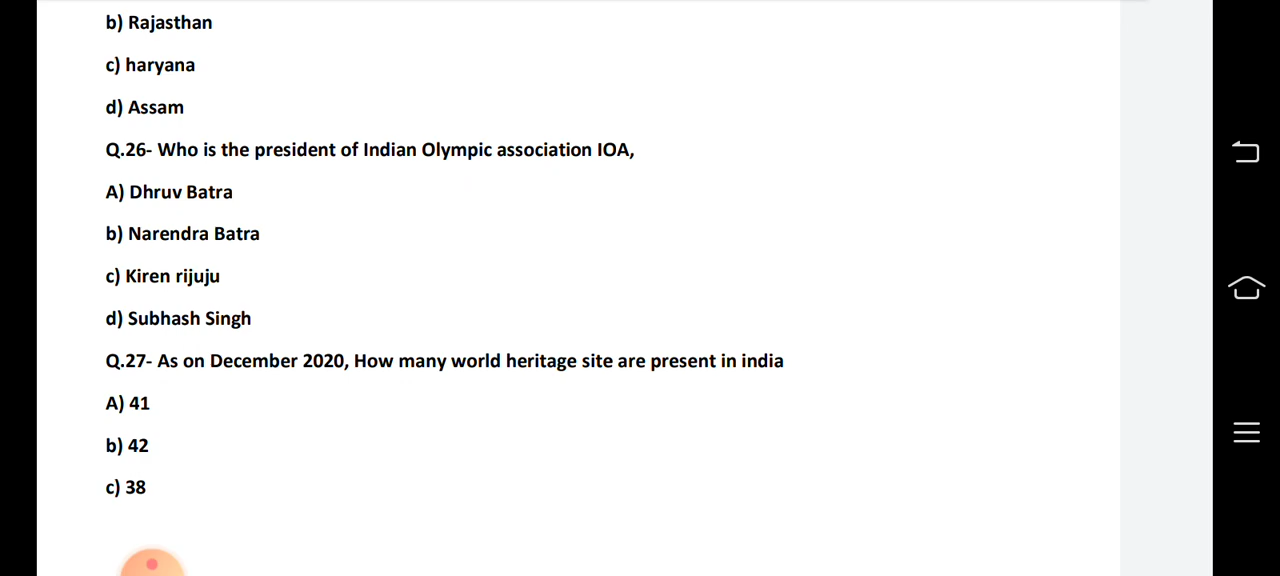 b) Rajasthan
c) haryana
d) Assam
Q.26- Who is the president of Indian Olympic association IOA,
A) Dhruv Batra
b) Narendra Batra
c) Kiren rijuju
d) Subhash Singh
Q.27- As on December 2020, How many world heritage site are present in india
A) 41
b) 42
c) 38